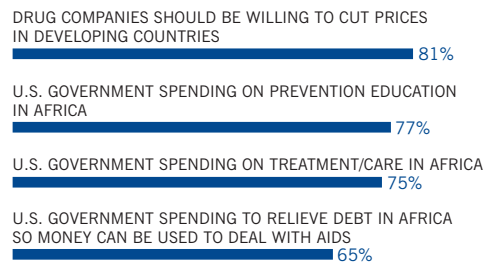 DRUG COMPANIES SHOULD BE WILLING TO CUT PRICES
IN DEVELOPING COUNTRIES
81%
U.S. GOVERNMENT SPENDING ON PREVENTION EDUCATION
IN AFRICA
77%
U.S. GOVERNMENT SPENDING ON TREATMENT/CARE IN AFRICA
75%
U.S. GOVERNMENT SPENDING TO RELIEVE DEBT IN AFRICA
SO MONEY CAN BE USED TO DEAL WITH AIDS
65%